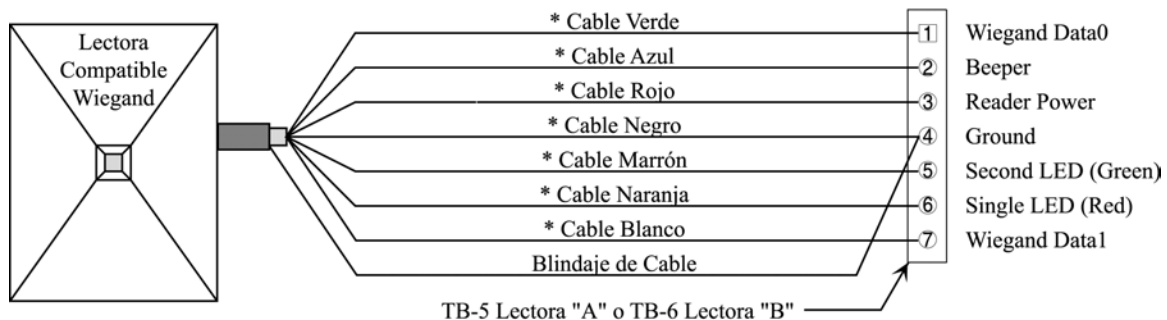 Lectora
Compatible
Wiegand
* Cable Verde
1 Wiegand Data0
* Cable Azul
2 Beeper
* Cable Rojo
3 Reader Power
* Cable Negro
4 Ground
* Cable Marrón
5 Second LED (Green)
* Cable Naranja
6 Single LED (Red)
* Cable Blanco
7 Wiegand Data1
Blindaje de Cable
TB-5 Lectora "A" o TB-6 Lectora "B"